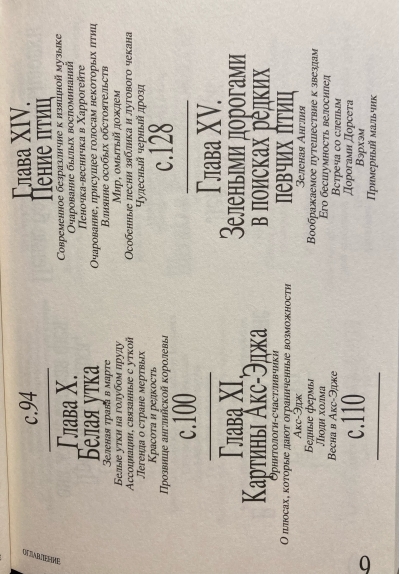 ОГЛАВЛЕНИЕ
с.94
Глава X.
Белая утка
Зеленая трава в марте
Белые утки на голубом пруду
Ассоциации, связанные с уткой
Легенда о стране мертвых
Красота и редкость
Прозвище английской королевы
с.100
Глава XI.
Картины Акс-Эджа
Орнитологи-счастливчики
О плюсах, которые дают ограниченные возможности
Акс-Эдж
Бедные фермы
Люди холма
Весна в Акс-Эдже
с.110
Глава XIV.
Пение птиц
Современное безразличие к изящной музыке
Очарование былых воспоминаний
Пеночка-весничка в Харрогейте
Очарование, присущее голосам некоторых птиц
Влияние особых обстоятельств
Мир, омытый дождем
Особенные песни зяблика и лугового чекана
Чудесный черный дрозд
с.128
Глава XV.
Зелеными дорогами
в поисках редких
певчих птиц
Зеленая Англия
Воображаемое путешествие к звездам
Его бесшумность велосипед
Встреча со слепым
Дорогами Дорсета
Вэрхэм
Примерный мальчик